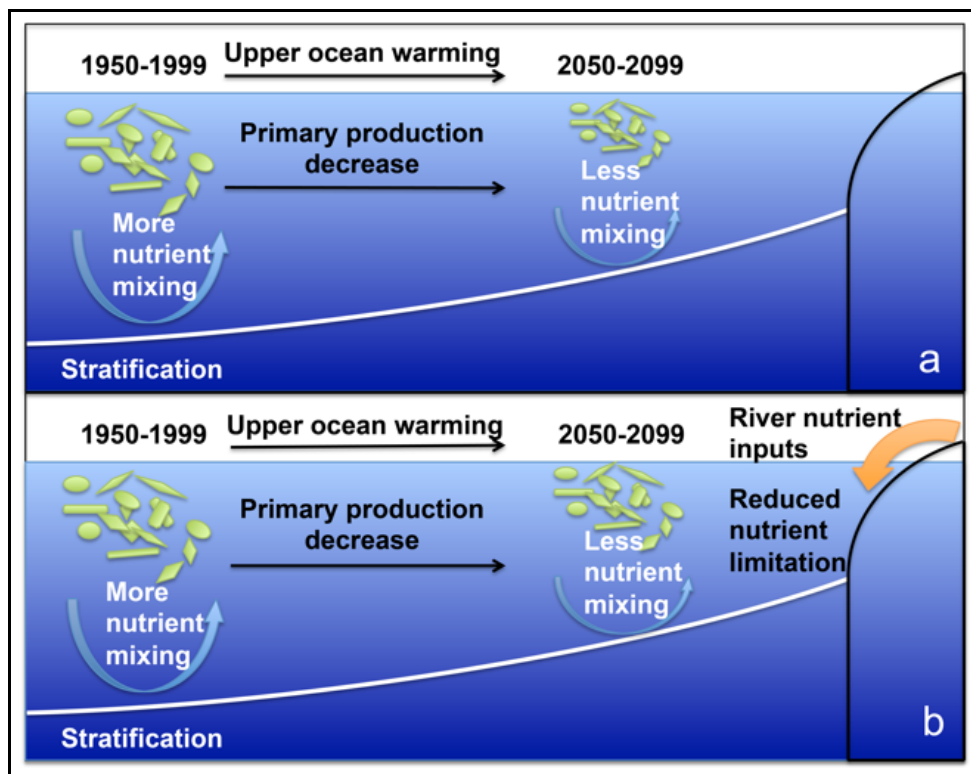 Upper ocean warming
1950-1999
2050-2099
Primary production
decrease
More
nutrient
mixing
Less
nutrient
mixing
Stratification
a
Upper ocean warming
1950-1999
2050-2099
River nutrient
inputs
Primary production
decrease
Reduced
nutrient
limitation
More
nutrient
mixing
Less
nutrient
mixing
Stratification
b